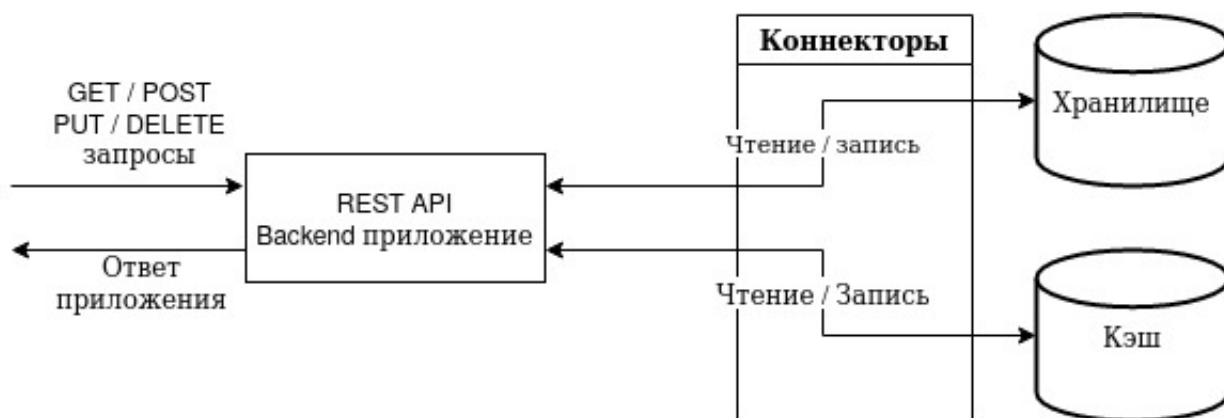 GET / POST
PUT / DELETE
запросы
REST API
Backend приложение
Ответ
приложения
Коннекторы
Чтение / запись
Чтение / Запись
Хранилище
Кэш